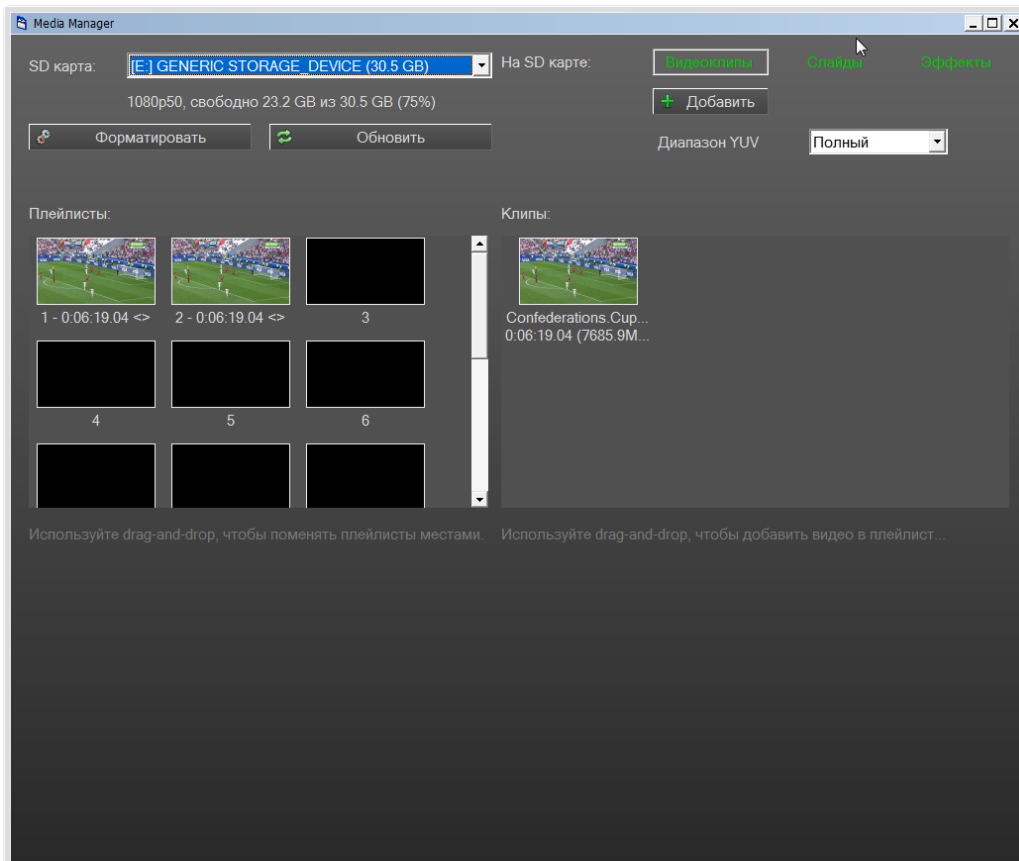 Media Manager
SD карта: [E:] GENERIC STORAGE_DEVICE (30.5 GB)
1080p50, свободно 23.2 GB из 30.5 GB (75%)
Форматировать Обновить
На SD карте: Видеоклипы Слайды Эффекты
Добавить
Диапазон YUV Полный
Плейлисты:
1 - 0:06:19.04 <> 2 - 0:06:19.04 <> 3
4 5 6
Используйте drag-and-drop, чтобы поменять плейлисты местами.
Клипы:
Confederations.Cup...
0:06:19.04 (7685.9M...
Используйте drag-and-drop, чтобы добавить видео в плейлист...